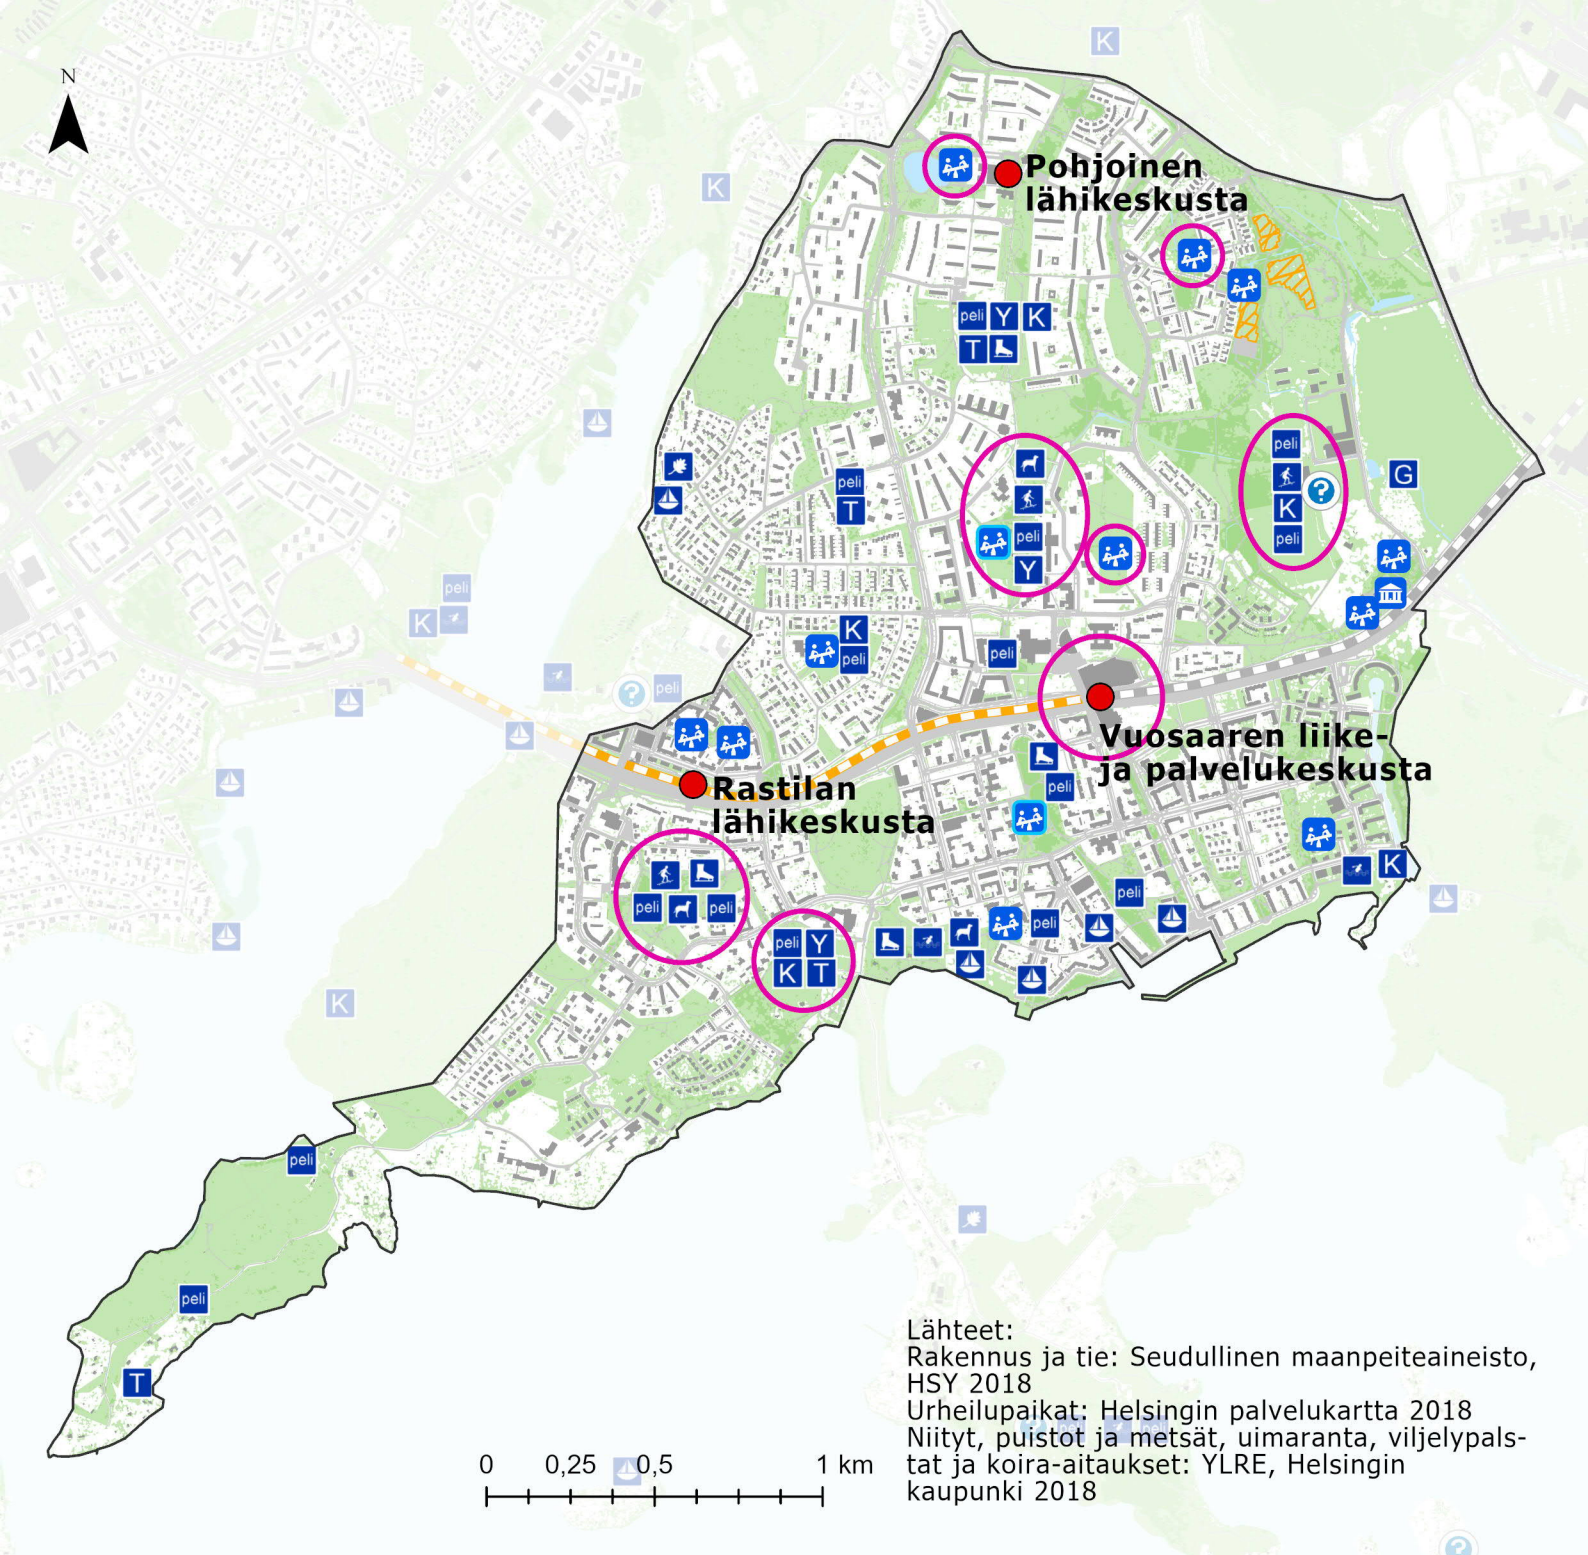 K
N
Pohjoinen
lähikeskusta
K
peli Y K
T
peli
peli
G
peli
T
K
peli
peli
Y
peli
K
K
peli
peli
peli
Vuosaaren liike-
ja palvelukeskusta
peli
Rastilan
lähikeskusta
K
peli
peli
peli
peli
peli Y
K T
K
peli
peli
T
Lähteet:
Rakennus ja tie: Seudullinen maanpeiteaineisto,
HSY 2018
Urheilupaikat: Helsingin palvelukartta 2018
Niityt, puistot ja metsät, uimaranta, viljelypals-
tat ja koira-aitaukset: YLRE, Helsingin
kaupunki 2018
0 0,25 0,5 1 km